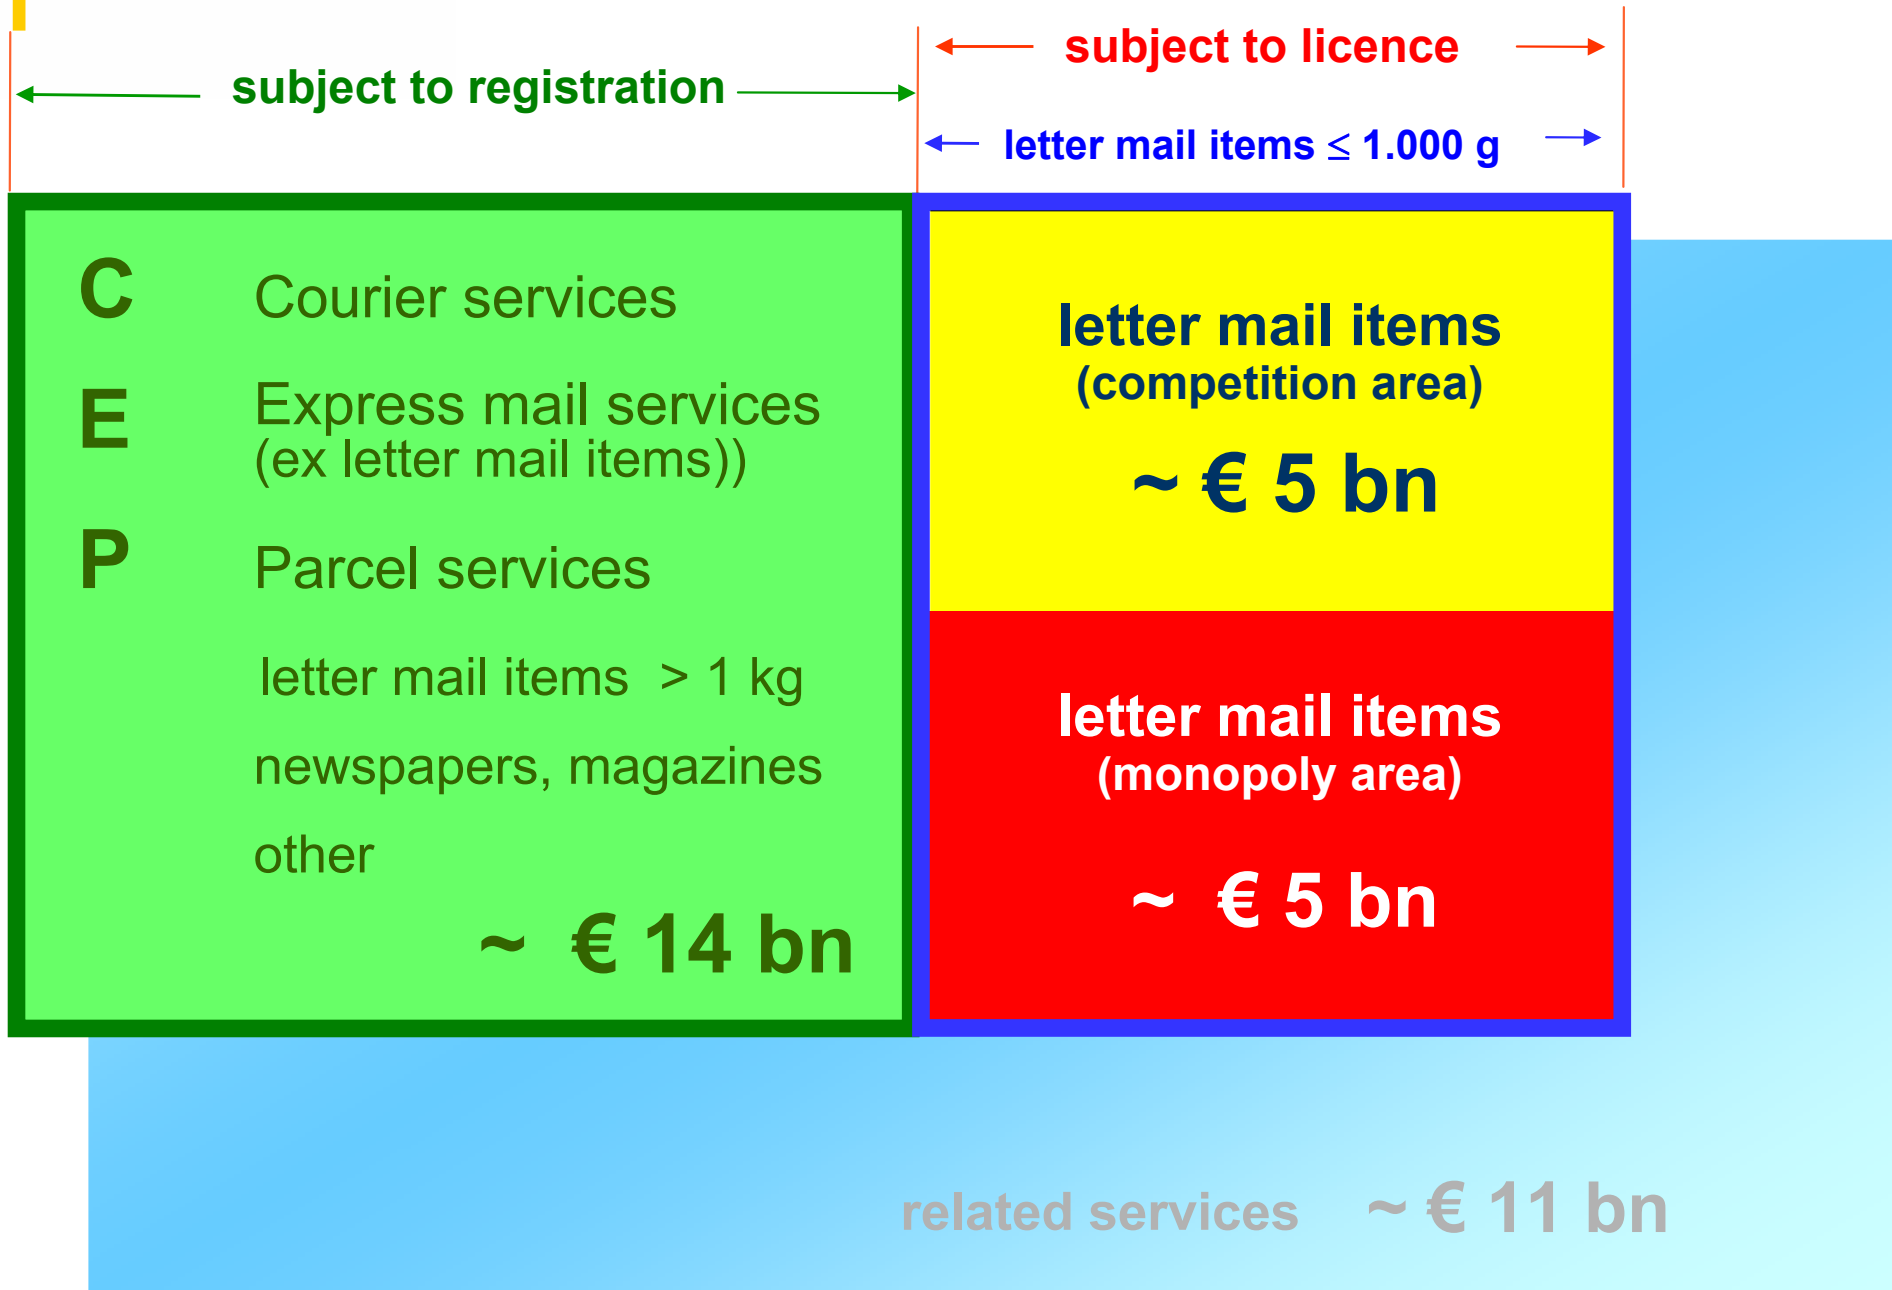 subject to registration
subject to licence
letter mail items ≤ 1.000 g
C Courier services
E Express mail services
(ex letter mail items))
P Parcel services
letter mail items > 1 kg
newspapers, magazines
other
~ € 14 bn
letter mail items
(competition area)
~ € 5 bn
letter mail items
(monopoly area)
~ € 5 bn
related services ~ € 11 bn